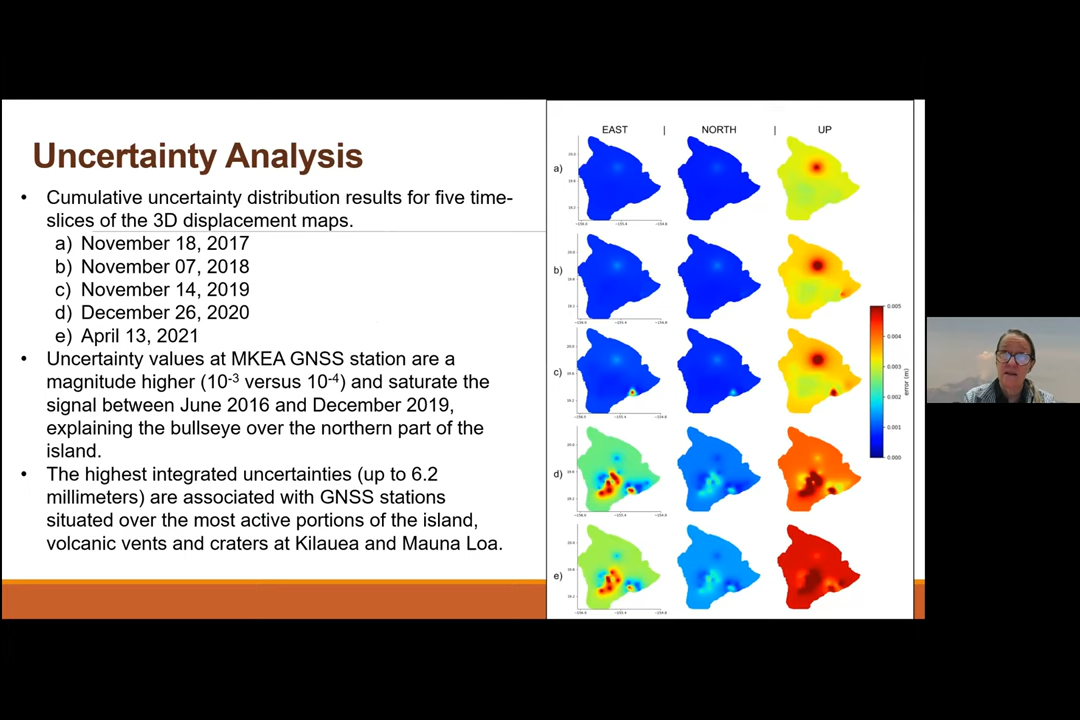 Uncertainty Analysis
• Cumulative uncertainty distribution results for five time-
slices of the 3D displacement maps.
a) November 18, 2017
b) November 07, 2018
c) November 14, 2019
d) December 26, 2020
e) April 13, 2021
• Uncertainty values at MKEA GNSS station are a
magnitude higher (10⁻³ versus 10⁻⁴) and saturate the
signal between June 2016 and December 2019,
explaining the bullseye over the northern part of the
island.
• The highest integrated uncertainties (up to 6.2
millimeters) are associated with GNSS stations
situated over the most active portions of the island,
volcanic vents and craters at Kilauea and Mauna Loa.
EAST | NORTH | UP
a)
b)
c)
d)
e)
0.005
0.004
0.003
0.002
0.001
0.000
error (m)